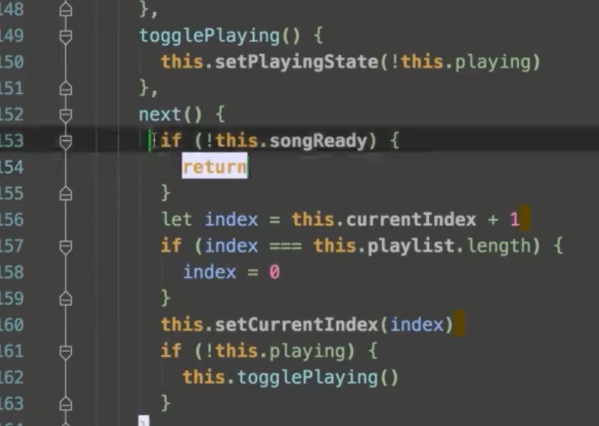 148 },
149 togglePlaying() {
150 this.setPlayingState(!this.playing)
151 },
152 next() {
153 if (!this.songReady) {
154 return
155 }
156 let index = this.currentIndex + 1
157 if (index === this.playlist.length) {
158 index = 0
159 }
160 this.setCurrentIndex(index)
161 if (!this.playing) {
162 this.togglePlaying()
163 }
164 }